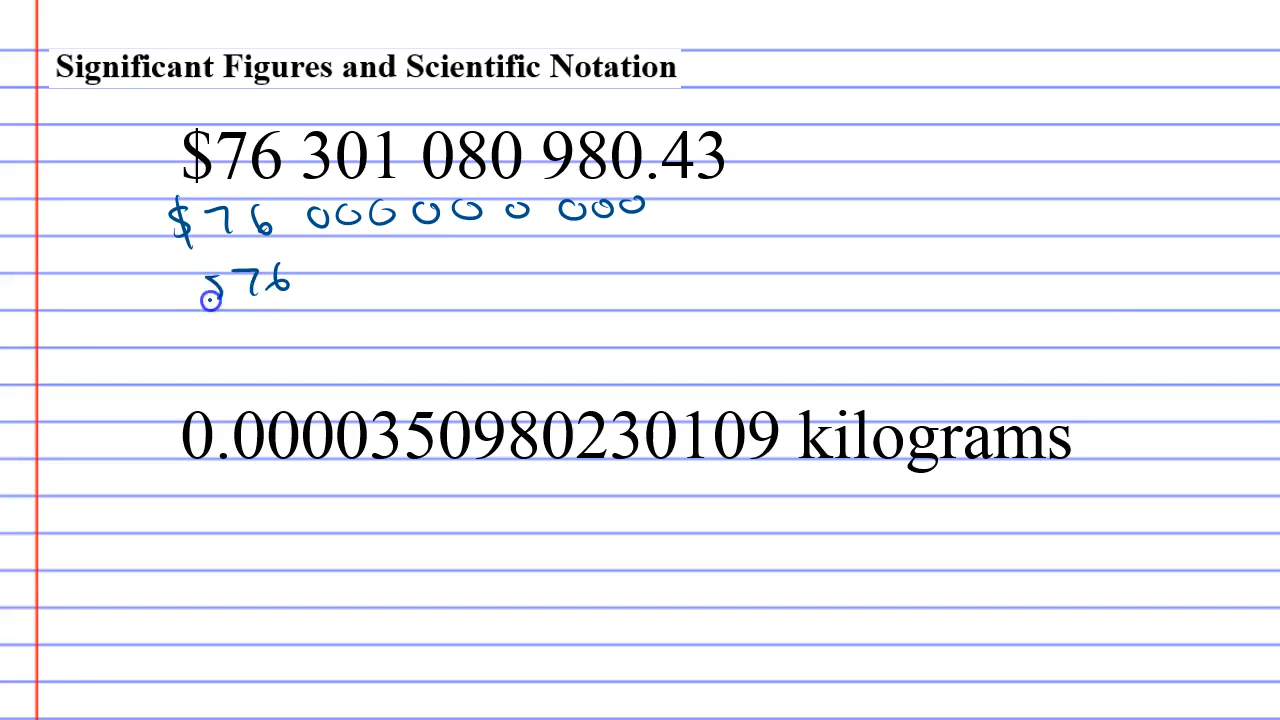 Significant Figures and Scientific Notation
$76 301 080 980.43
$76 000 000 000
$76
0.0000350980230109 kilograms